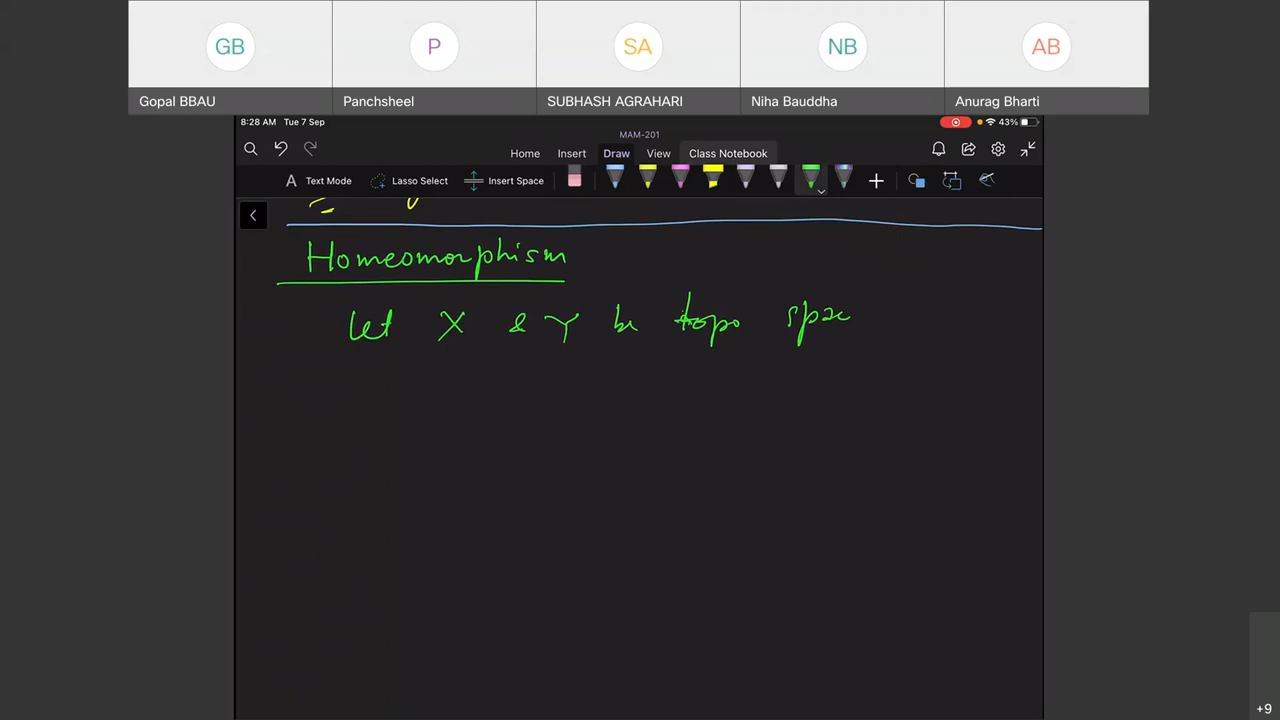 GB P SA NB AB
Gopal BBAU Panchsheel SUBHASH AGRAHARI Niha Bauddha Anurag Bharti
8:28 AM Tue 7 Sep 43%
MAM-201
Home Insert Draw View Class Notebook
A Text Mode Lasso Select Insert Space
Homeomorphism
Let X & Y be topo space
+9